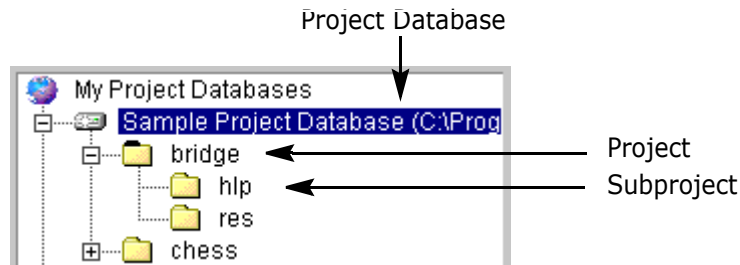 Project Database
My Project Databases
Sample Project Database (C:\Prog
bridge
Project
hlp
Subproject
res
chess